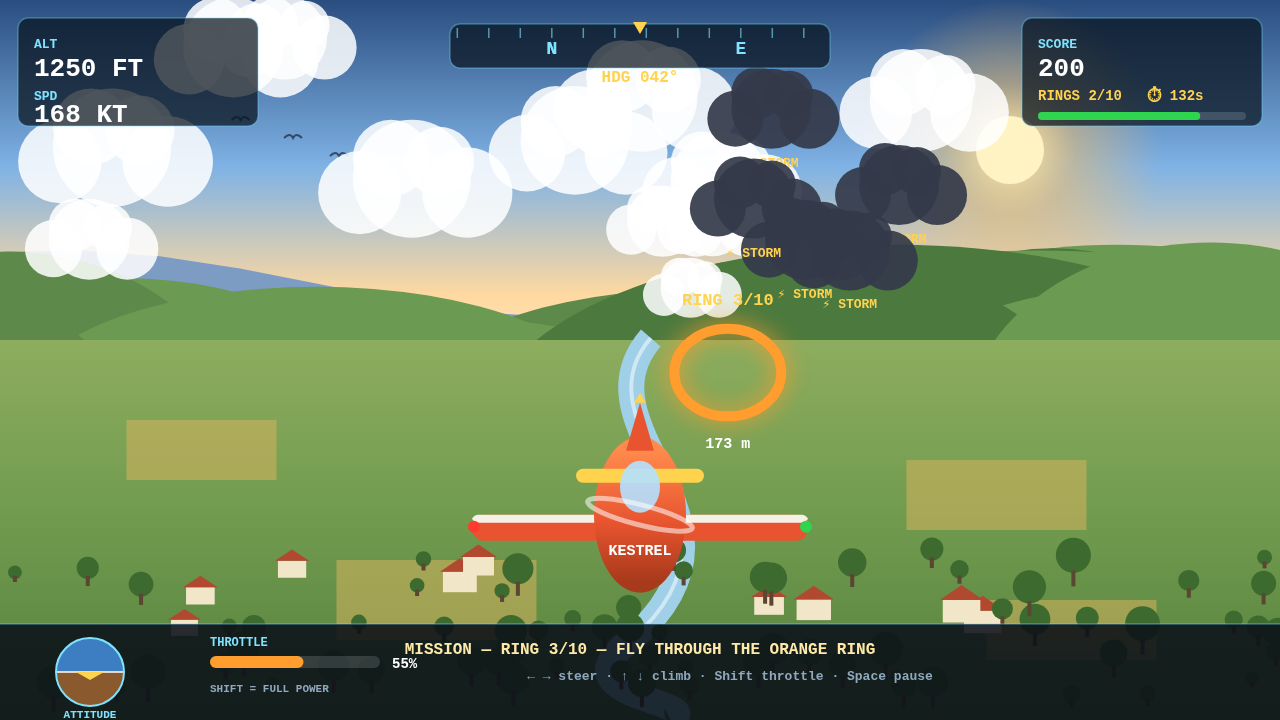 ALT
1250 FT
SPD
168 KT
N E
HDG 042°
SCORE
200
RINGS 2/10 ⏱ 132s
STORM
STORM
RING 3/10
⚡ STORM
⚡ STORM
173 m
KESTREL
THROTTLE
55%
SHIFT = FULL POWER
ATTITUDE
MISSION — RING 3/10 — FLY THROUGH THE ORANGE RING
← → steer · ↑ ↓ climb · Shift throttle · Space pause